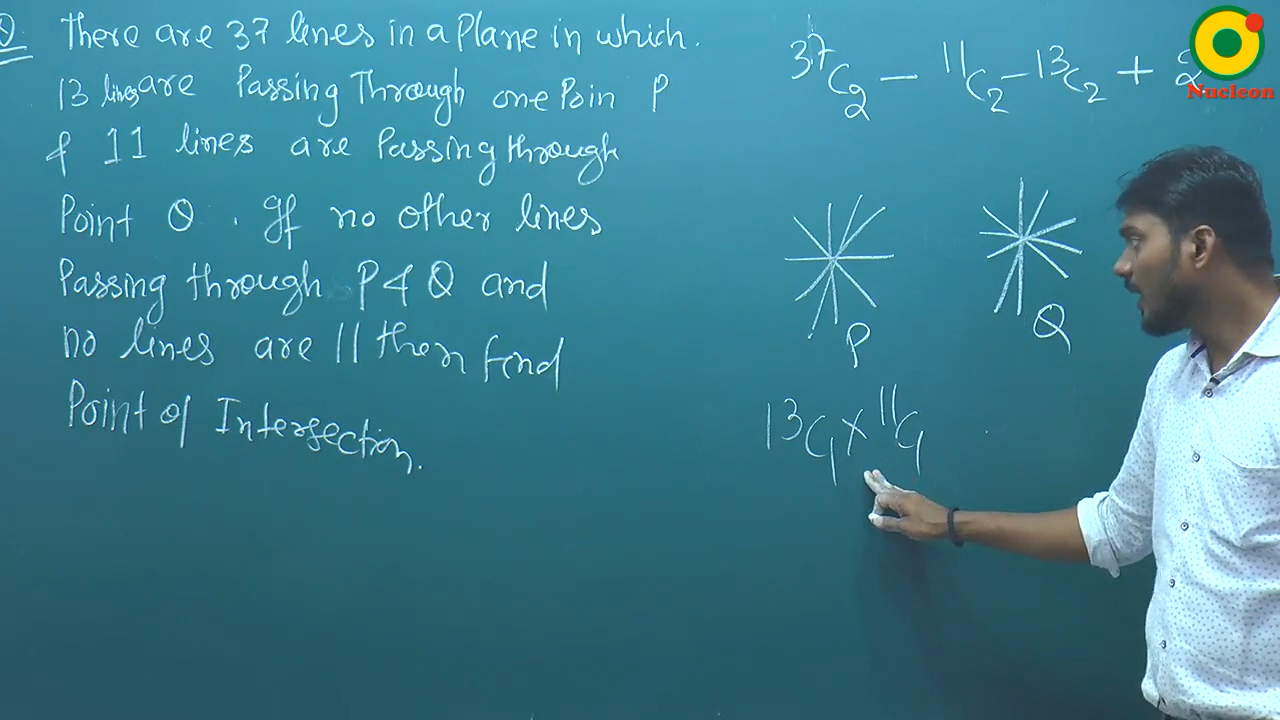 Q. There are 37 lines in a Plane in which.
13 lines are Passing Through one Poin P
& 11 lines are Passing through
Point Q. If no other lines
Passing through P & Q and
no lines are || then find
Point of Intersection.
³⁷C₂ − ¹¹C₂ − ¹³C₂ + 2
Nucleon
P
Q
¹³C₁ × ¹¹C₁